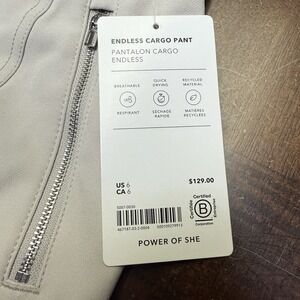 ENDLESS CARGO PANT
PANTALON CARGO
ENDLESS
BREATHABLE
QUICK
DRYING
RECYCLED
MATERIAL
RESPIRANT
SÉCHAGE
RAPIDE
MATIÈRES
RECYCLÉES
US 6
CA 6
$129.00
Certified
B
Corporation
POWER OF SHE